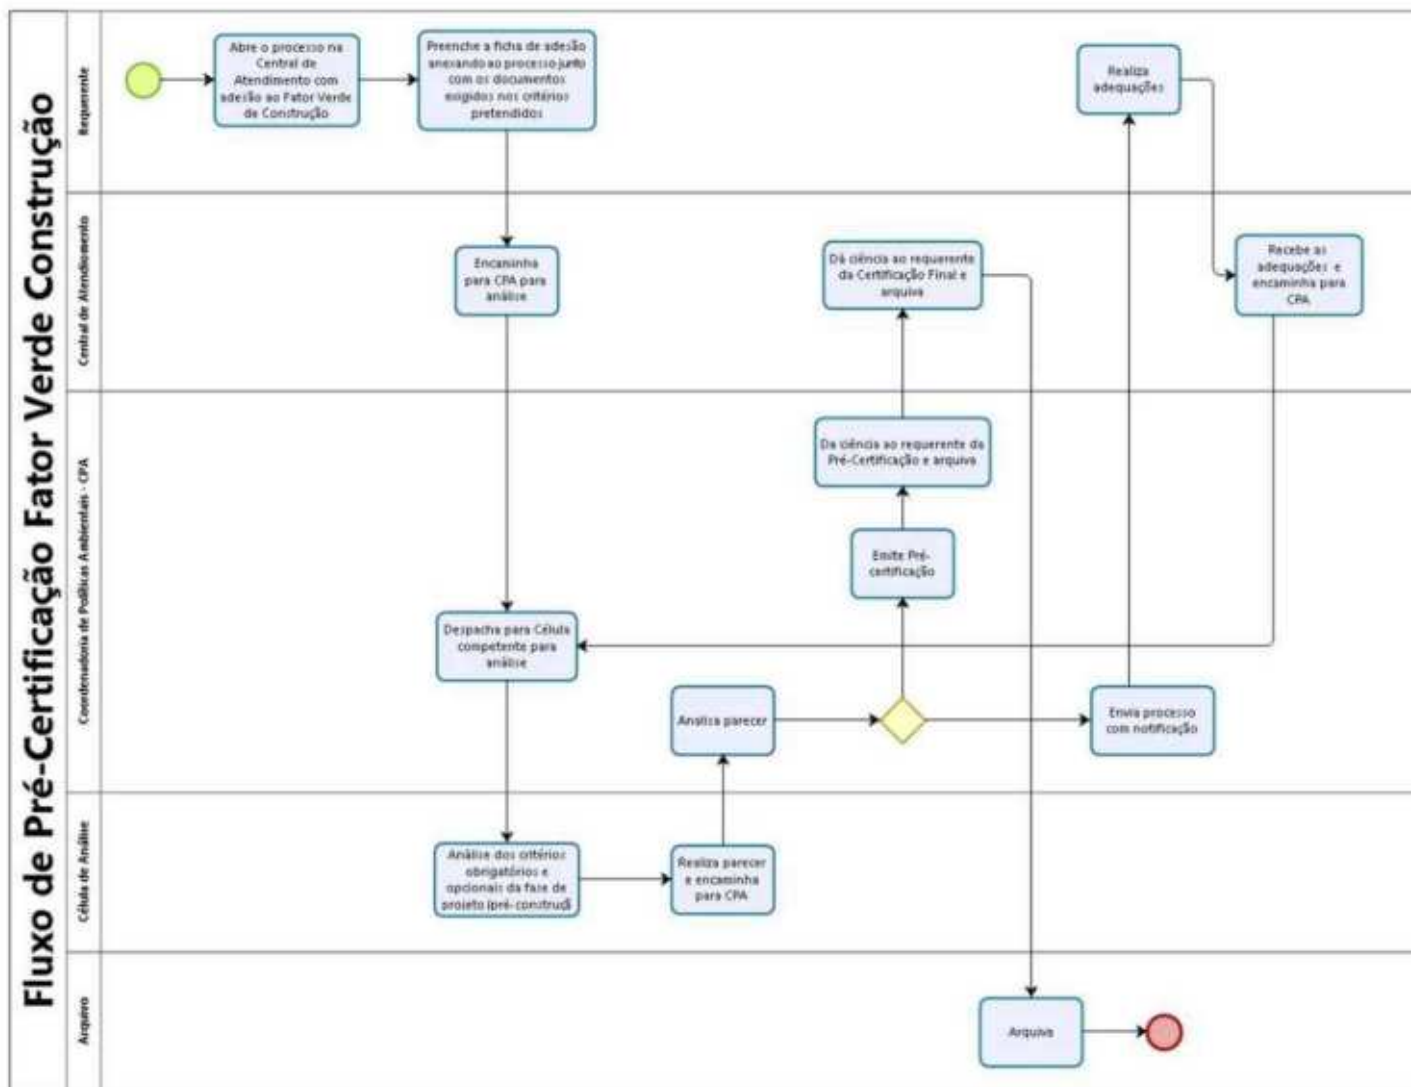 Fluxo de Pré-Certificação Fator Verde Construção
Requerente
Abre o processo na
Central de
Atendimento com
adesão ao Fator Verde
de Construção
Preenche a ficha de adesão
anexando ao processo junto
com os documentos
exigidos nos critérios
pretendidos
Realiza
adequações
Central de Atendimento
Encaminha
para CPA para
análise
Dá ciência ao requerente
da Certificação Final e
arquiva
Recebe as
adequações e
encaminha para
CPA
Coordenadoria de Políticas Ambientais - CPA
Da ciência ao requerente da
Pré-Certificação e arquiva
Emite Pré-
certificação
Despacha para Célula
competente para
análise
Analisa parecer
Envia processo
com notificação
Célula de Análise
Análise dos critérios
obrigatórios e
opcionais da fase de
projeto (pré-construçã
Realiza parecer
e encaminha
para CPA
Arquivo
Arquiva